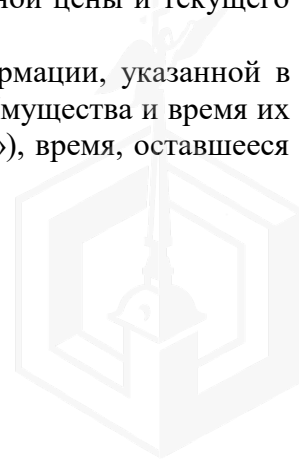 ной цены и текущего
рмации, указанной в
мущества и время их
»), время, оставшееся